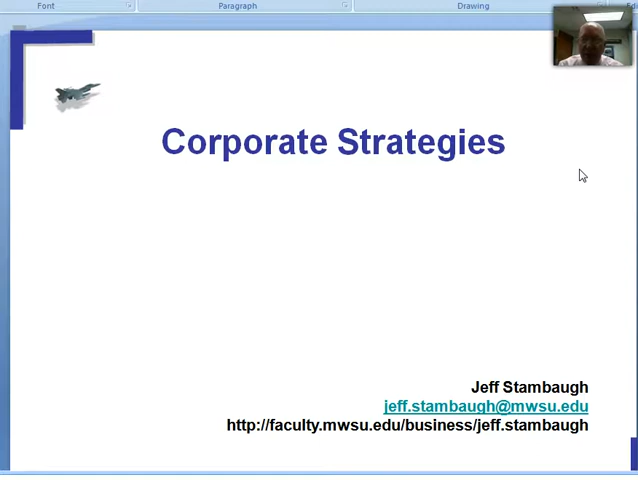 Font Paragraph Drawing
Corporate Strategies
Jeff Stambaugh
jeff.stambaugh@mwsu.edu
http://faculty.mwsu.edu/business/jeff.stambaugh